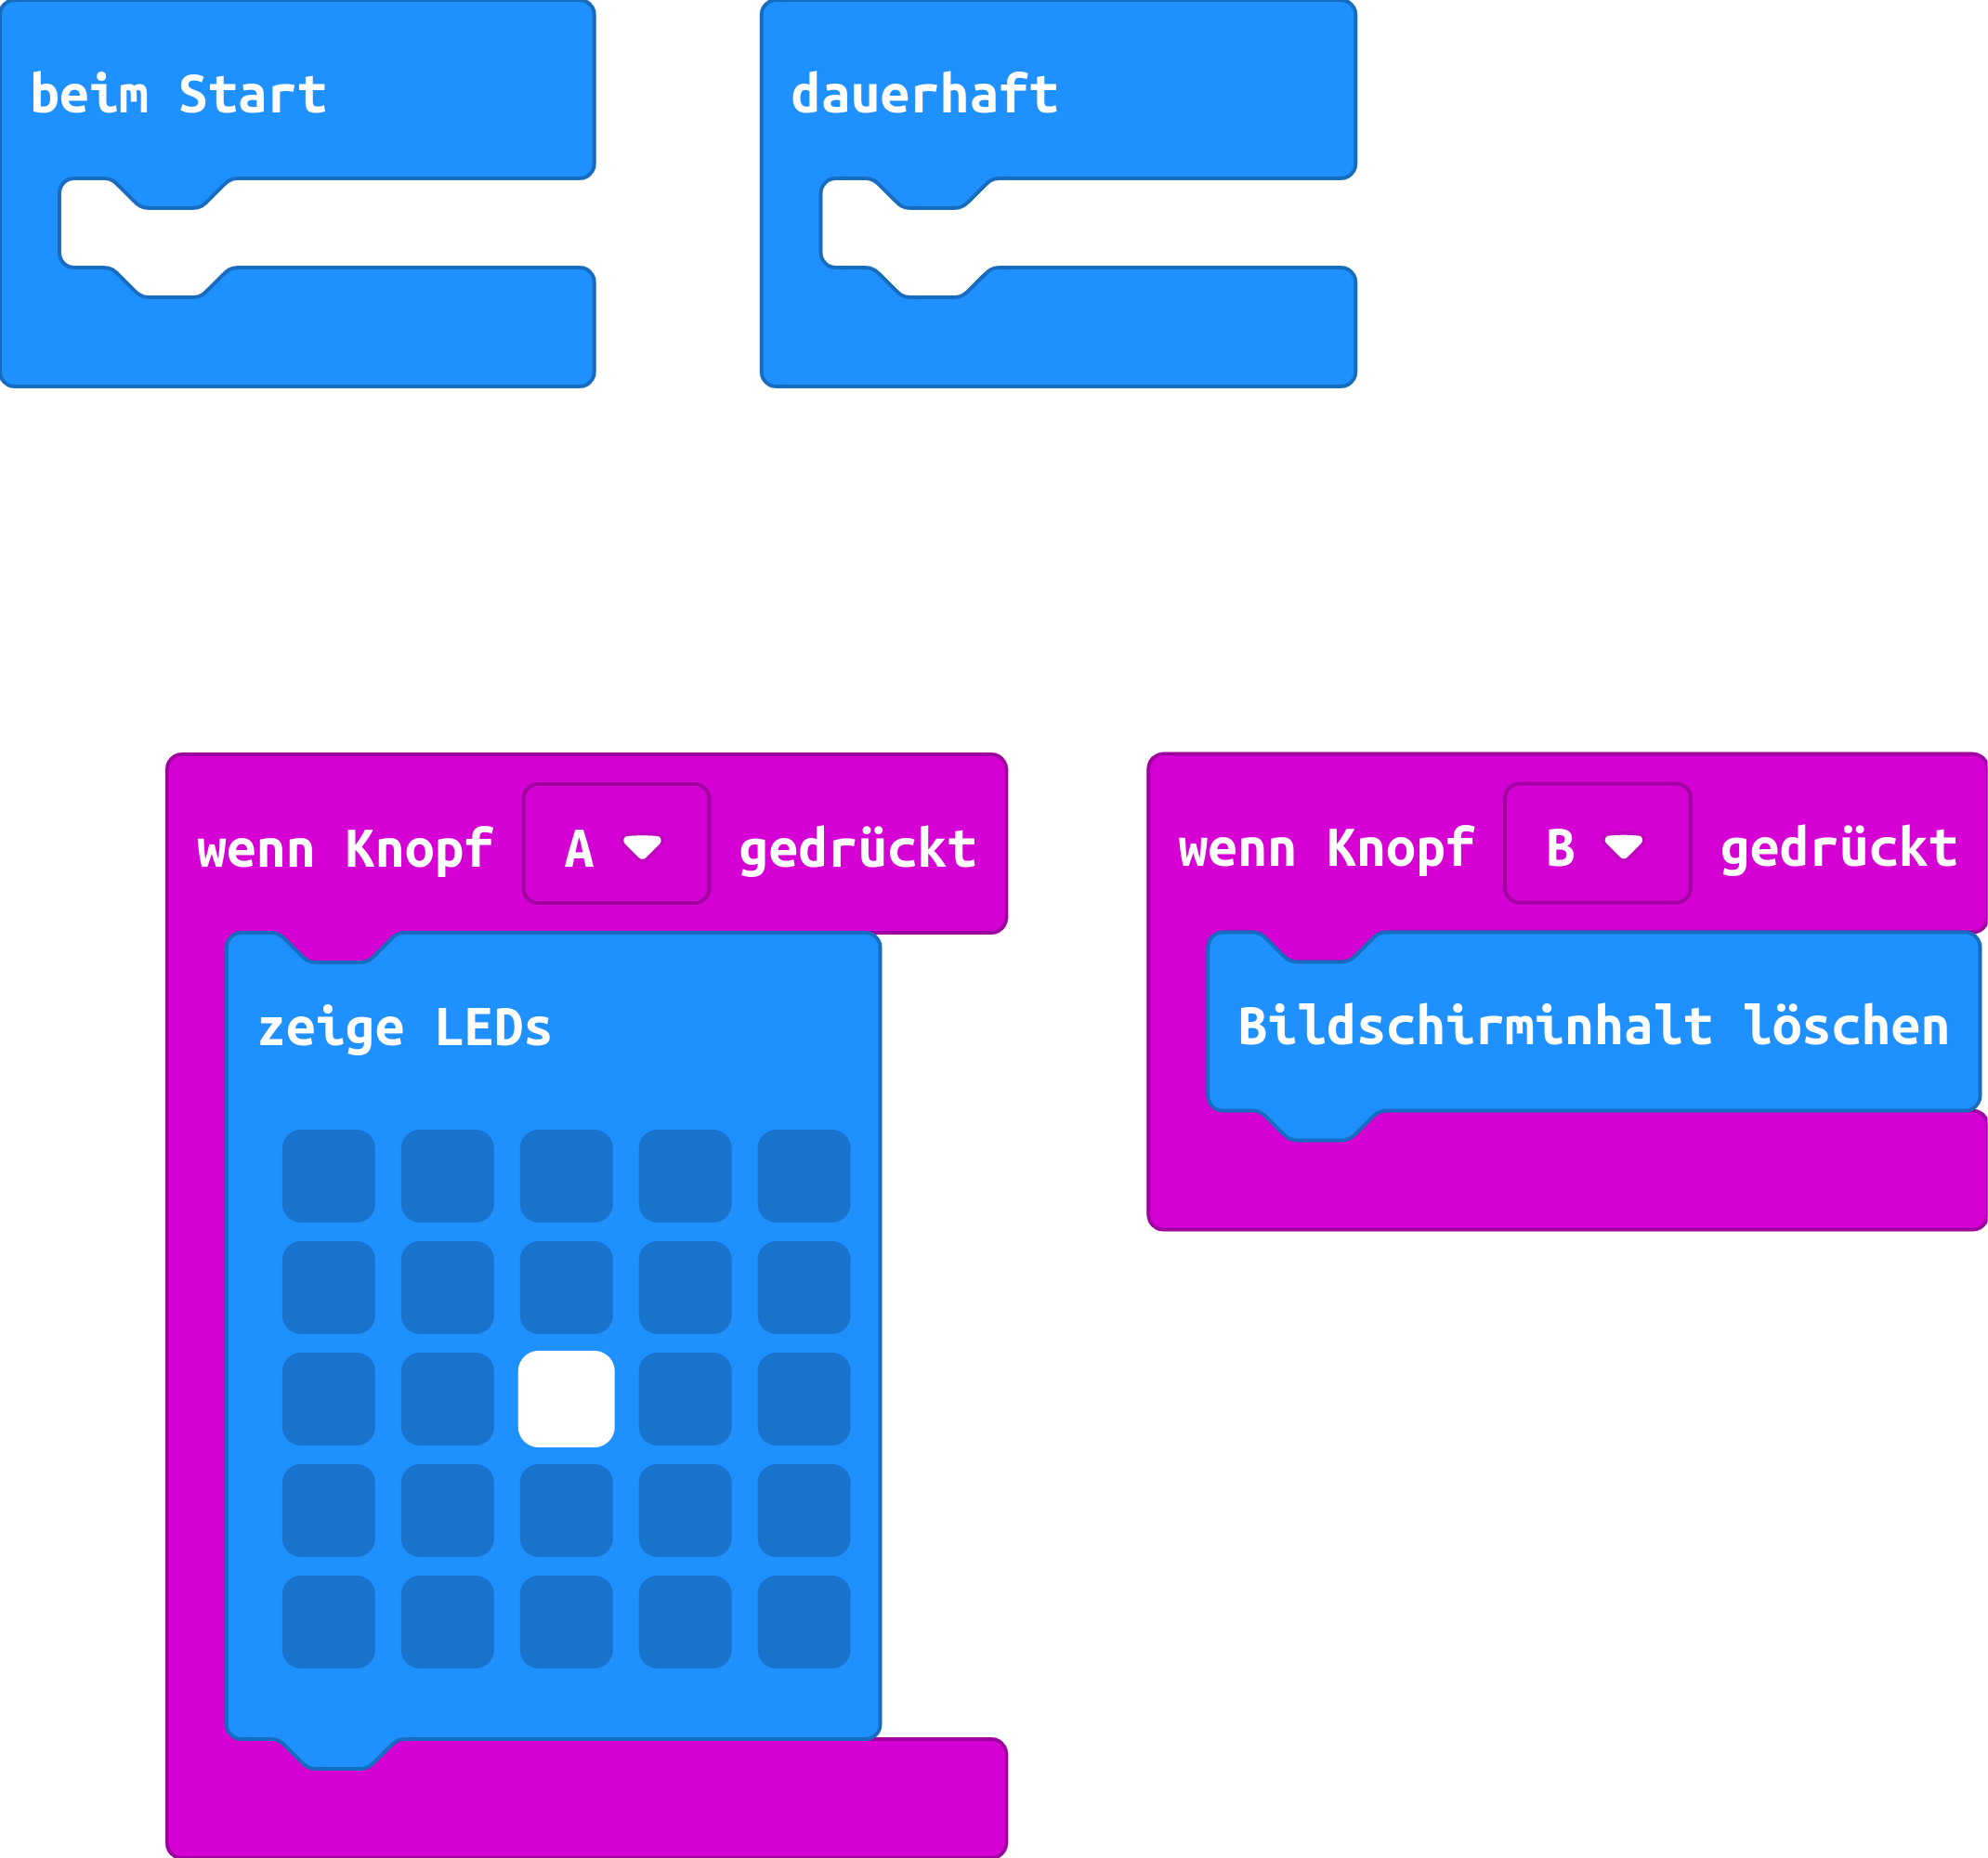 beim Start
dauerhaft
wenn Knopf A gedrückt
zeige LEDs
wenn Knopf B gedrückt
Bildschirminhalt löschen